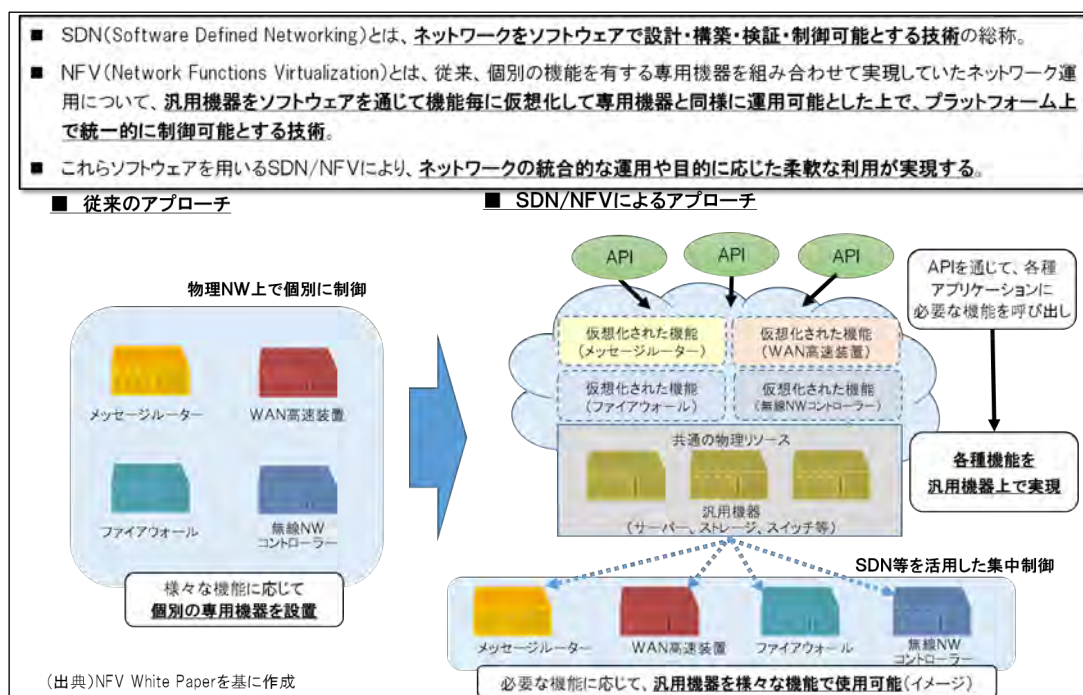 ■ SDN(Software Defined Networking)とは、ネットワークをソフトウェアで設計・構築・検証・制御可能とする技術の総称。
■ NFV(Network Functions Virtualization)とは、従来、個別の機能を有する専用機器を組み合わせて実現していたネットワーク運
用について、汎用機器をソフトウェアを通じて機能毎に仮想化して専用機器と同様に運用可能とした上で、プラットフォーム上
で統一的に制御可能とする技術。
■ これらソフトウェアを用いるSDN/NFVにより、ネットワークの統合的な運用や目的に応じた柔軟な利用が実現する。
■ 従来のアプローチ
物理NW上で個別に制御
メッセージルーター
WAN高速装置
ファイアウォール
無線NW
コントローラー
様々な機能に応じて
個別の専用機器を設置
(出典)NFV White Paperを基に作成
■ SDN/NFVによるアプローチ
API
API
API
仮想化された機能
(メッセージルーター)
仮想化された機能
(WAN高速装置)
仮想化された機能
(ファイアウォール)
仮想化された機能
(無線NWコントローラー)
共通の物理リソース
汎用機器
(サーバー、ストレージ、スイッチ等)
APIを通じて、各種
アプリケーションに
必要な機能を呼び出し
各種機能を
汎用機器上で実現
SDN等を活用した集中制御
メッセージルーター
WAN高速装置
ファイアウォール
無線NW
コントローラー
必要な機能に応じて、汎用機器を様々な機能で使用可能(イメージ)